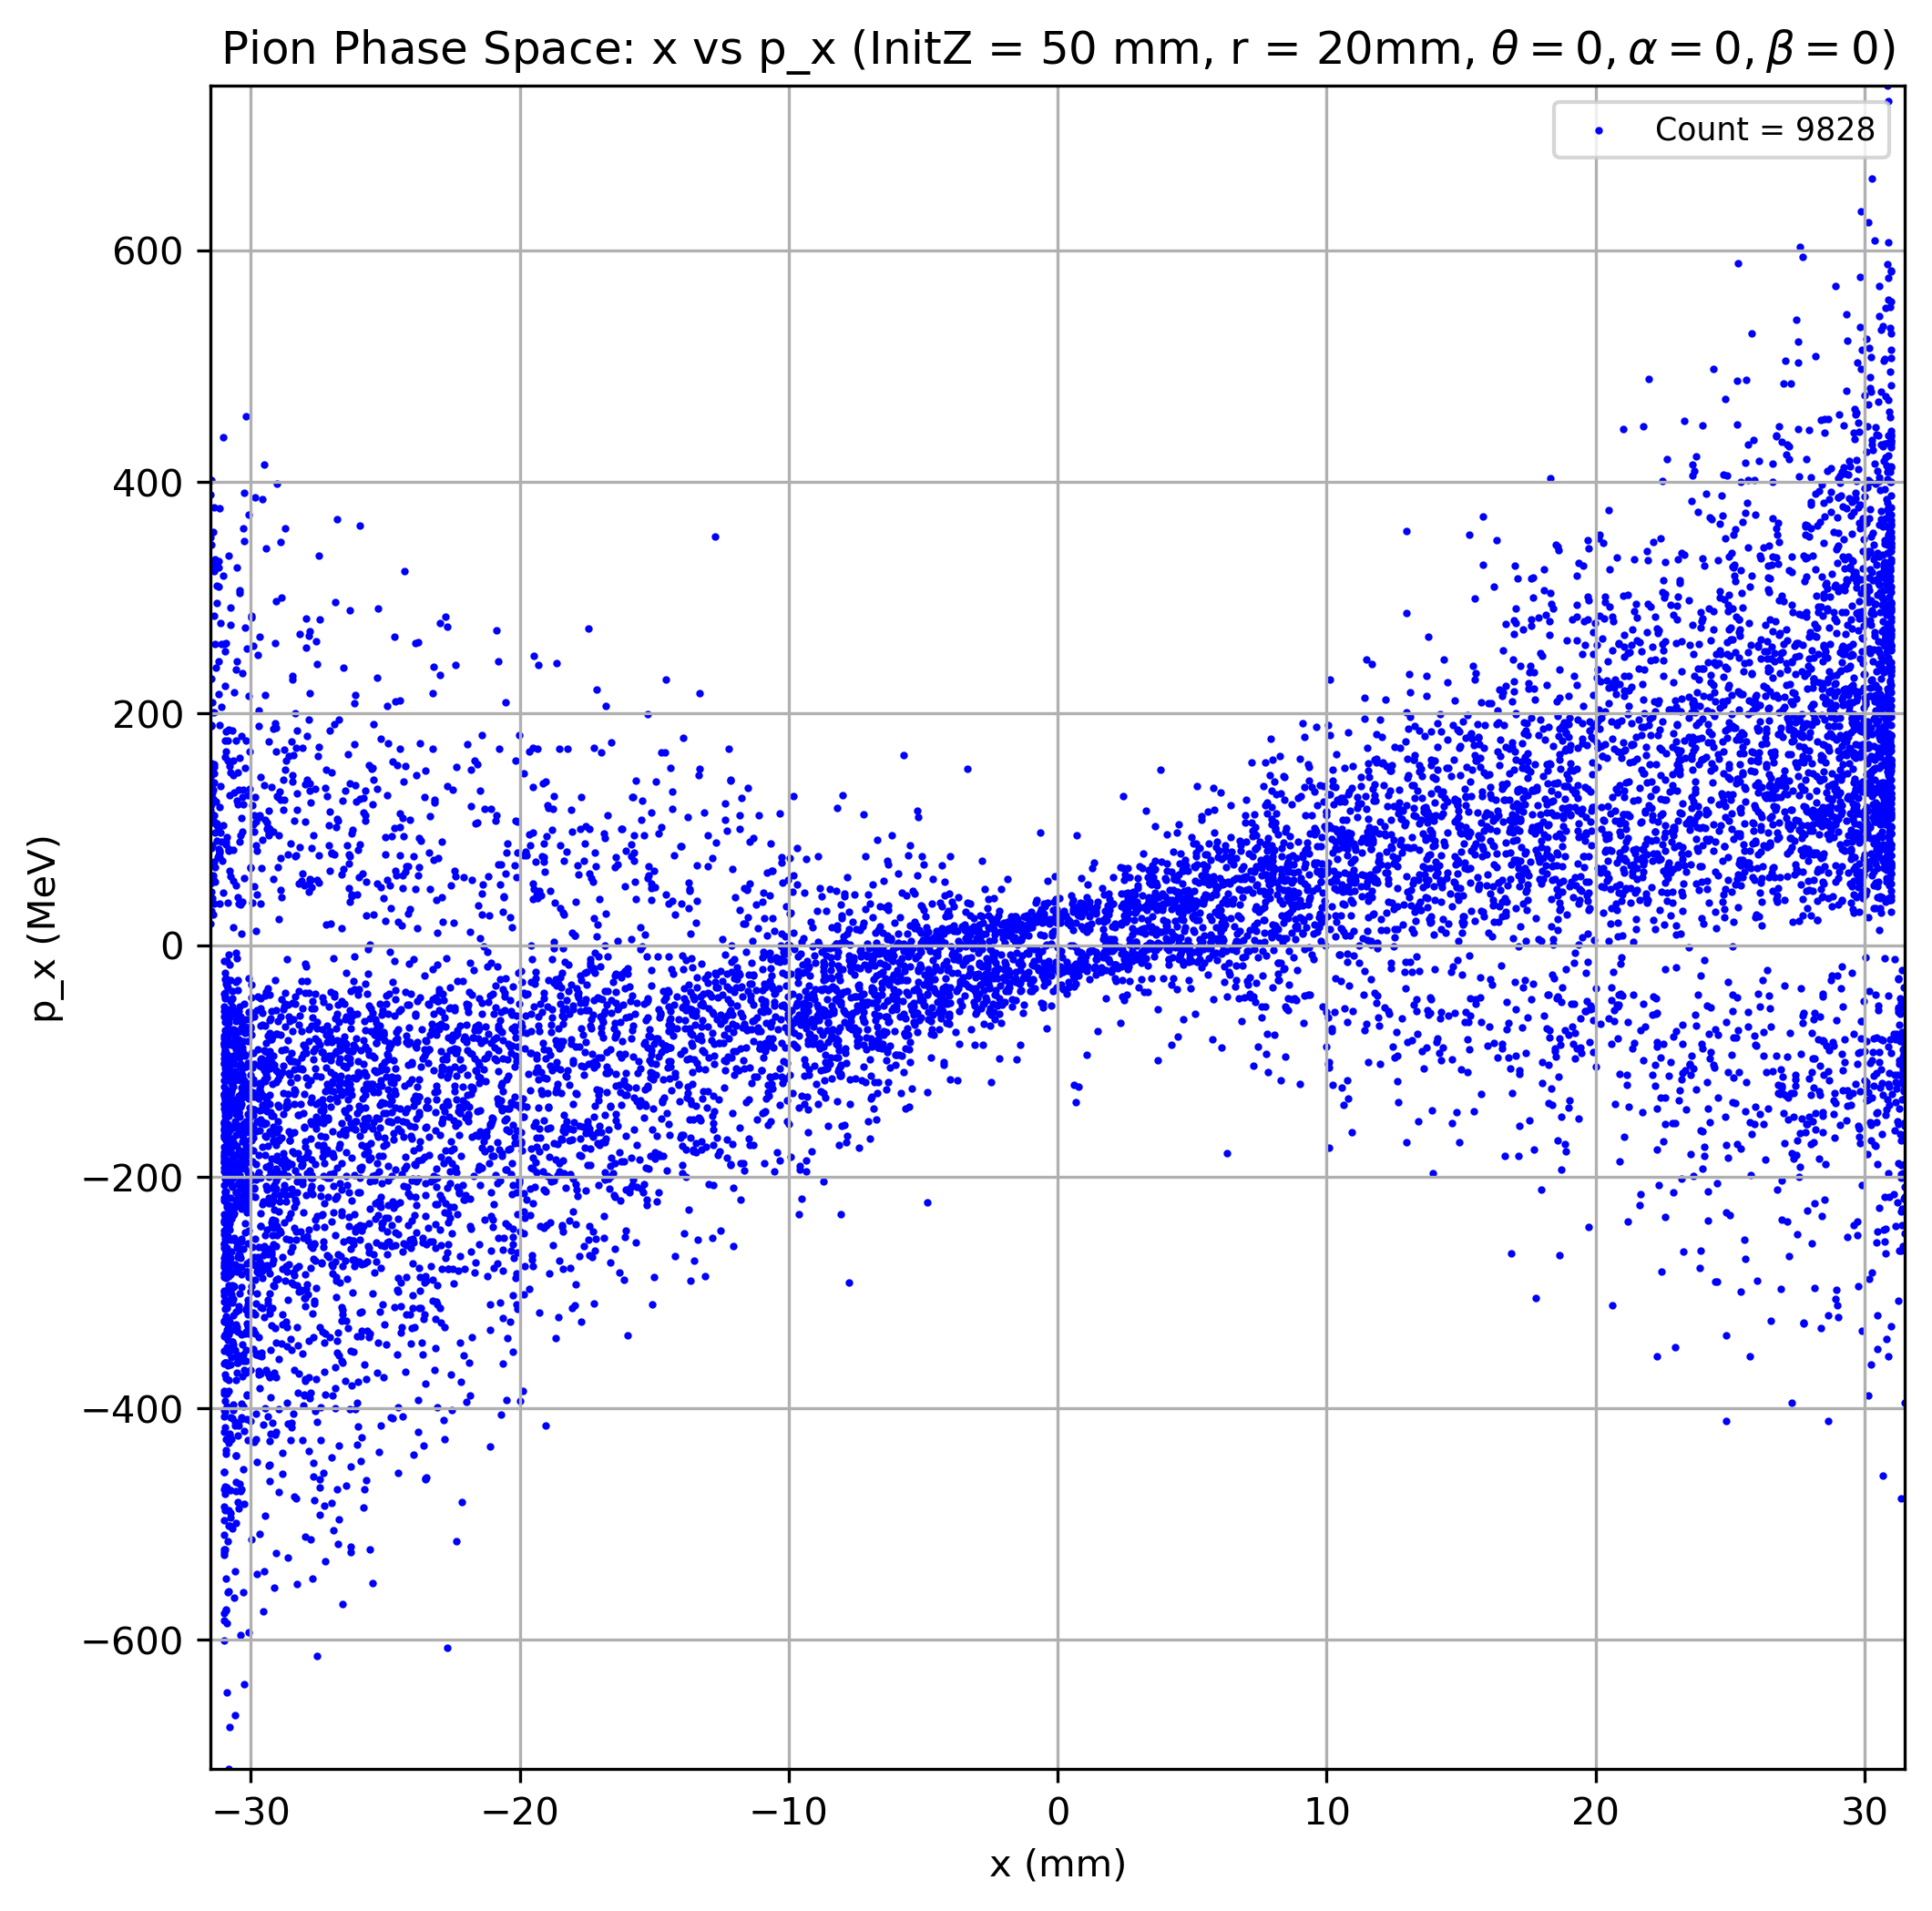 Pion Phase Space: x vs p_x (InitZ = 50 mm, r = 20mm, θ = 0, α = 0, β = 0)
Count = 9828
600
400
200
0
−200
−400
−600
p_x (MeV)
−30 −20 −10 0 10 20 30
x (mm)